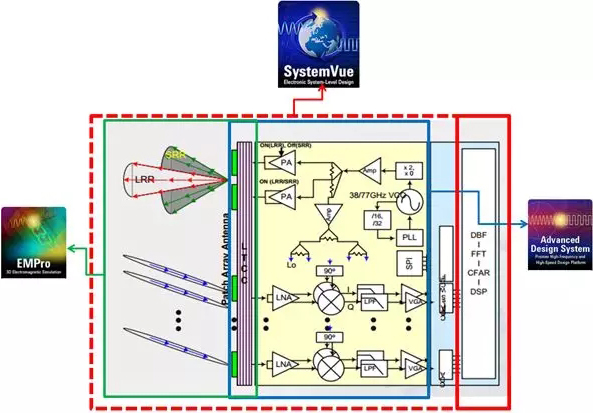 SystemVue
Electronic System-Level Design
EMPro
3D Electromagnetic Simulation
Advanced
Design System
Premier High-Frequency and
High-Speed Design Platform
SRR
LRR
Patch Array Antenna
LTCC
ON(LRR), Off(SRR)
PA
ON (LRR/SRR)
PA
Amp
x 2,
x 0
38/77GHz VCO
Amp
/16,
/32
PLL
SPI
Lo
90°
LNA
I
Q
LPF
VGA
90°
LNA
LPF
VGA
DBF
FFT
CFAR
DSP